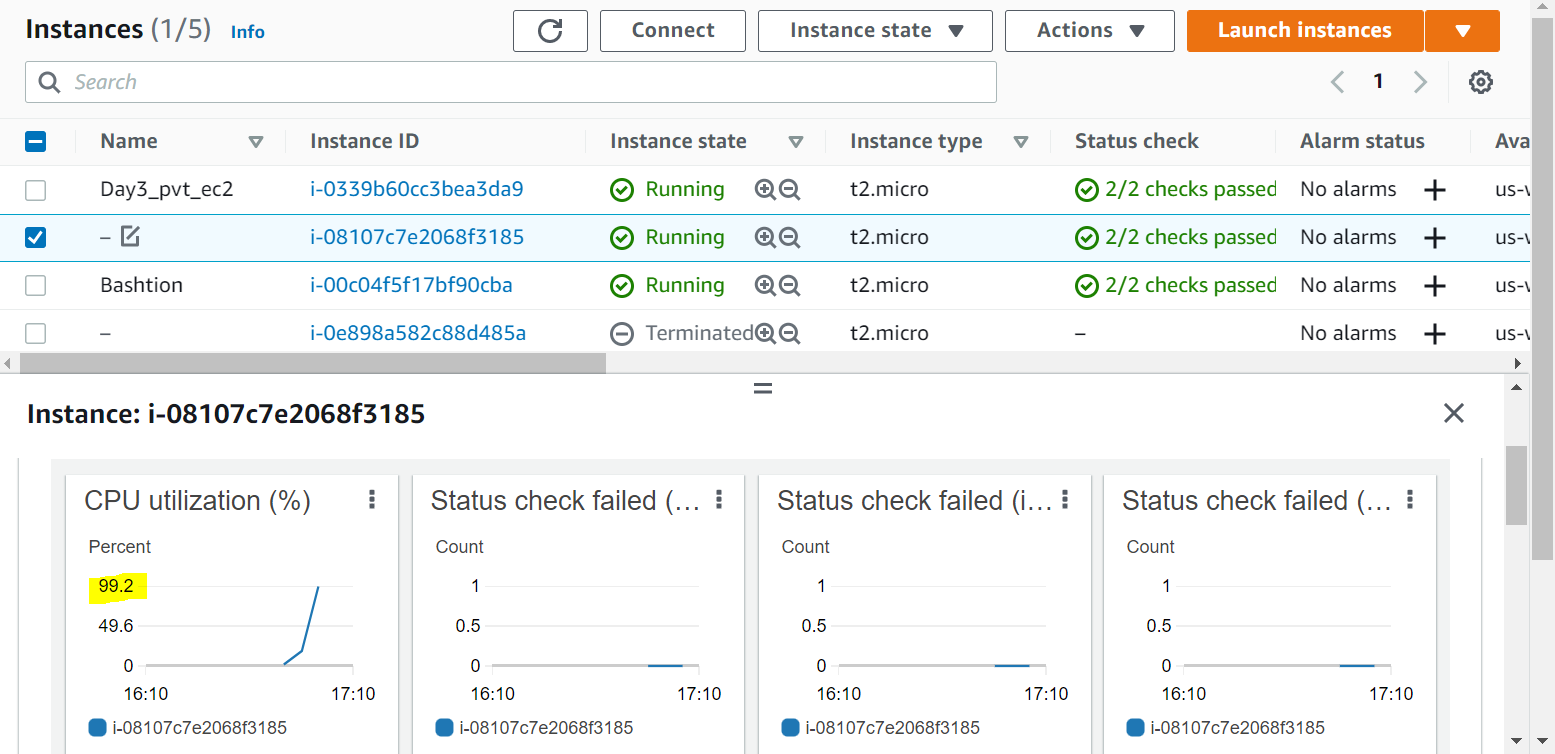 Instances (1/5) Info Connect Instance state Actions Launch instances
Search 1
Name Instance ID Instance state Instance type Status check Alarm status Ava
Day3_pvt_ec2 i-0339b60cc3bea3da9 Running t2.micro 2/2 checks passed No alarms + us-w
– i-08107c7e2068f3185 Running t2.micro 2/2 checks passed No alarms + us-w
Bashtion i-00c04f5f17bf90cba Running t2.micro 2/2 checks passed No alarms + us-w
– i-0e898a582c88d485a Terminated t2.micro – No alarms + us-w
Instance: i-08107c7e2068f3185
CPU utilization (%) Status check failed (... Status check failed (i... Status check failed (...
Percent Count Count Count
99.2 1 1 1
49.6 0.5 0.5 0.5
0 0 0 0
16:10 17:10 16:10 17:10 16:10 17:10 16:10 17:10
i-08107c7e2068f3185 i-08107c7e2068f3185 i-08107c7e2068f3185 i-08107c7e2068f3185